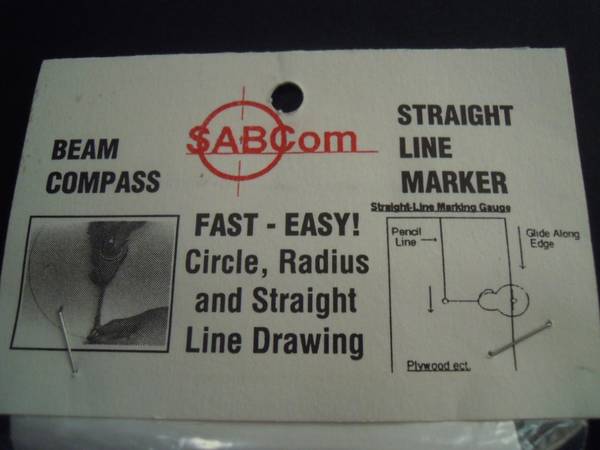 SABCom
BEAM
COMPASS
STRAIGHT
LINE
MARKER
FAST - EASY!
Circle, Radius
and Straight
Line Drawing
Straight-Line Marking Gauge
Pencil
Line
Glide Along
Edge
Plywood ect.